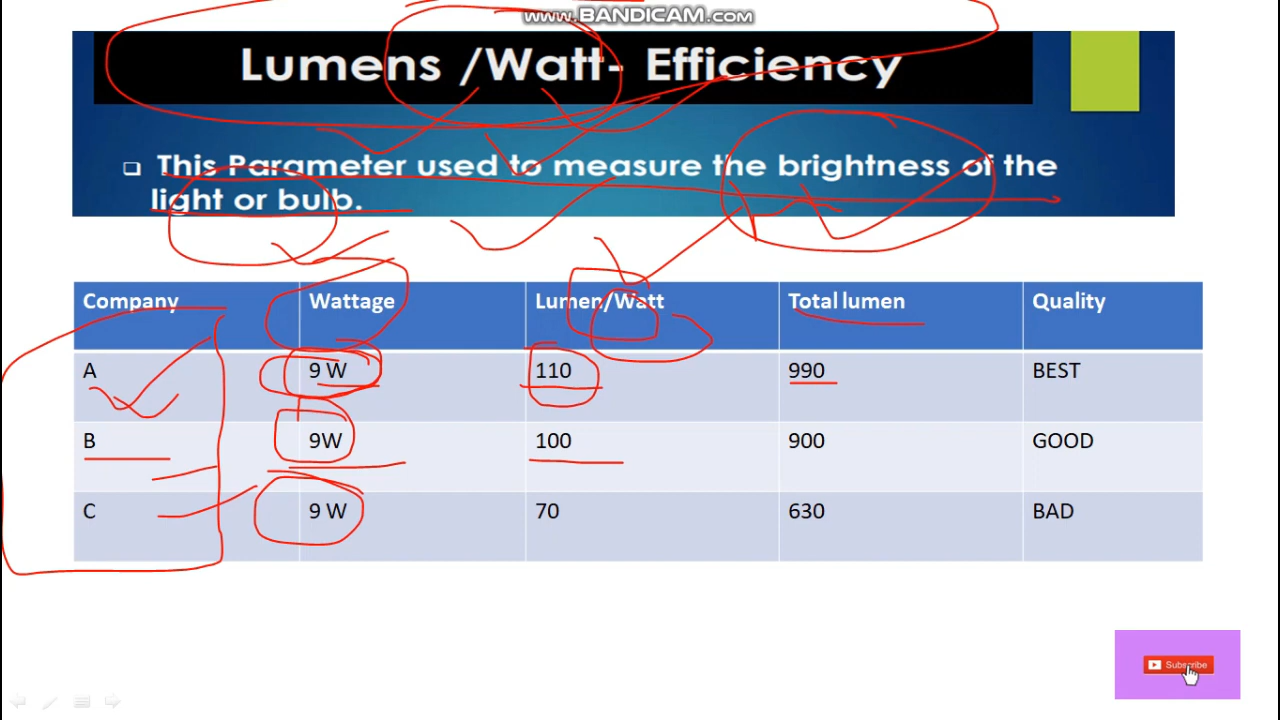 www.BANDICAM.com
Lumens /Watt- Efficiency
This Parameter used to measure the brightness of the
light or bulb.
Company Wattage Lumen/Watt Total lumen Quality
A 9 W 110 990 BEST
B 9W 100 900 GOOD
C 9 W 70 630 BAD
Subscribe